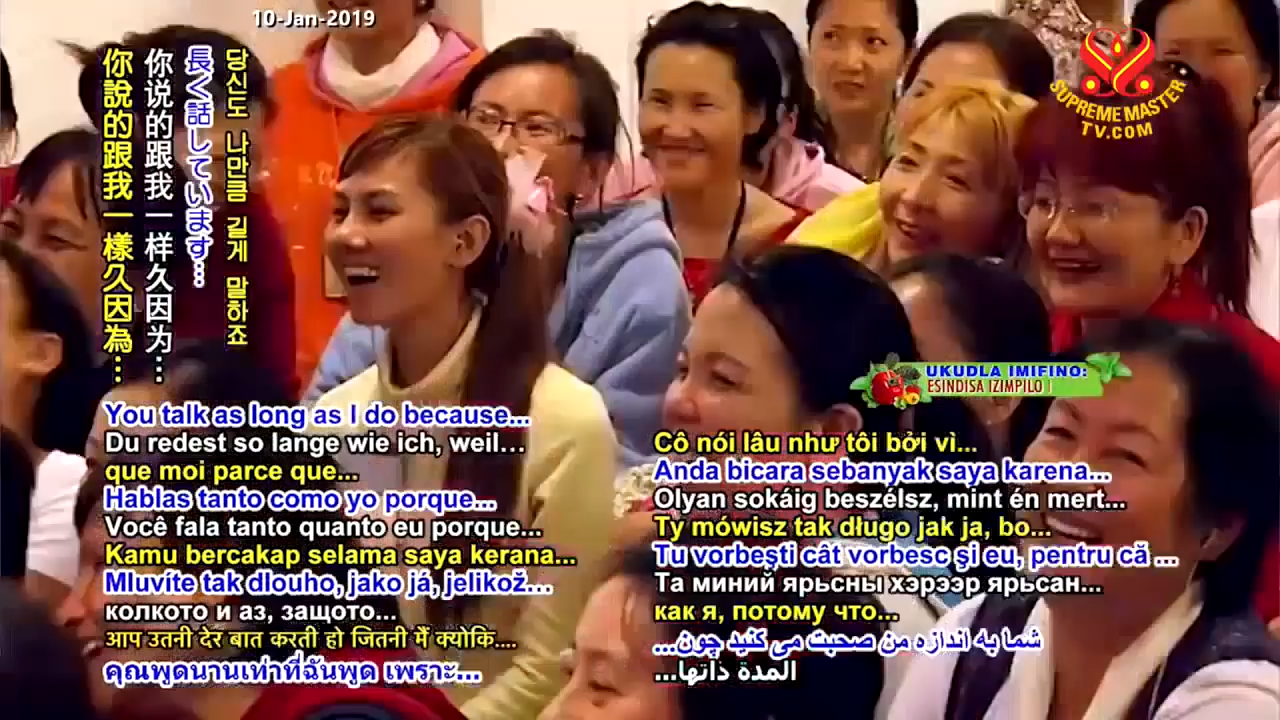 10-Jan-2019
SUPREME MASTER
TV.COM
당신도 나만큼 길게 말하죠
長く話しています…
你说的跟我一样久因为…
你說的跟我一樣久因為…
UKUDLA IMIFINO:
ESINDISA IZIMPILO !
You talk as long as I do because...
Du redest so lange wie ich, weil…
que moi parce que...
Hablas tanto como yo porque...
Você fala tanto quanto eu porque...
Kamu bercakap selama saya kerana...
Mluvíte tak dlouho, jako já, jelikož…
колкото и аз, защото...
आप उतनी देर बात करती हो जितनी मैं क्योकि....
คุณพูดนานเท่าที่ฉันพูด เพราะ...
Cô nói lâu như tôi bởi vì...
Anda bicara sebanyak saya karena...
Olyan sokáig beszélsz, mint én mert...
Ty mówisz tak długo jak ja, bo...
Tu vorbeşti cât vorbesc şi eu, pentru că ...
Та миний ярьсны хэрээр ярьсан...
как я, потому что...
شما به اندازه من صحبت می کنید چون...
المدة ذاتها...